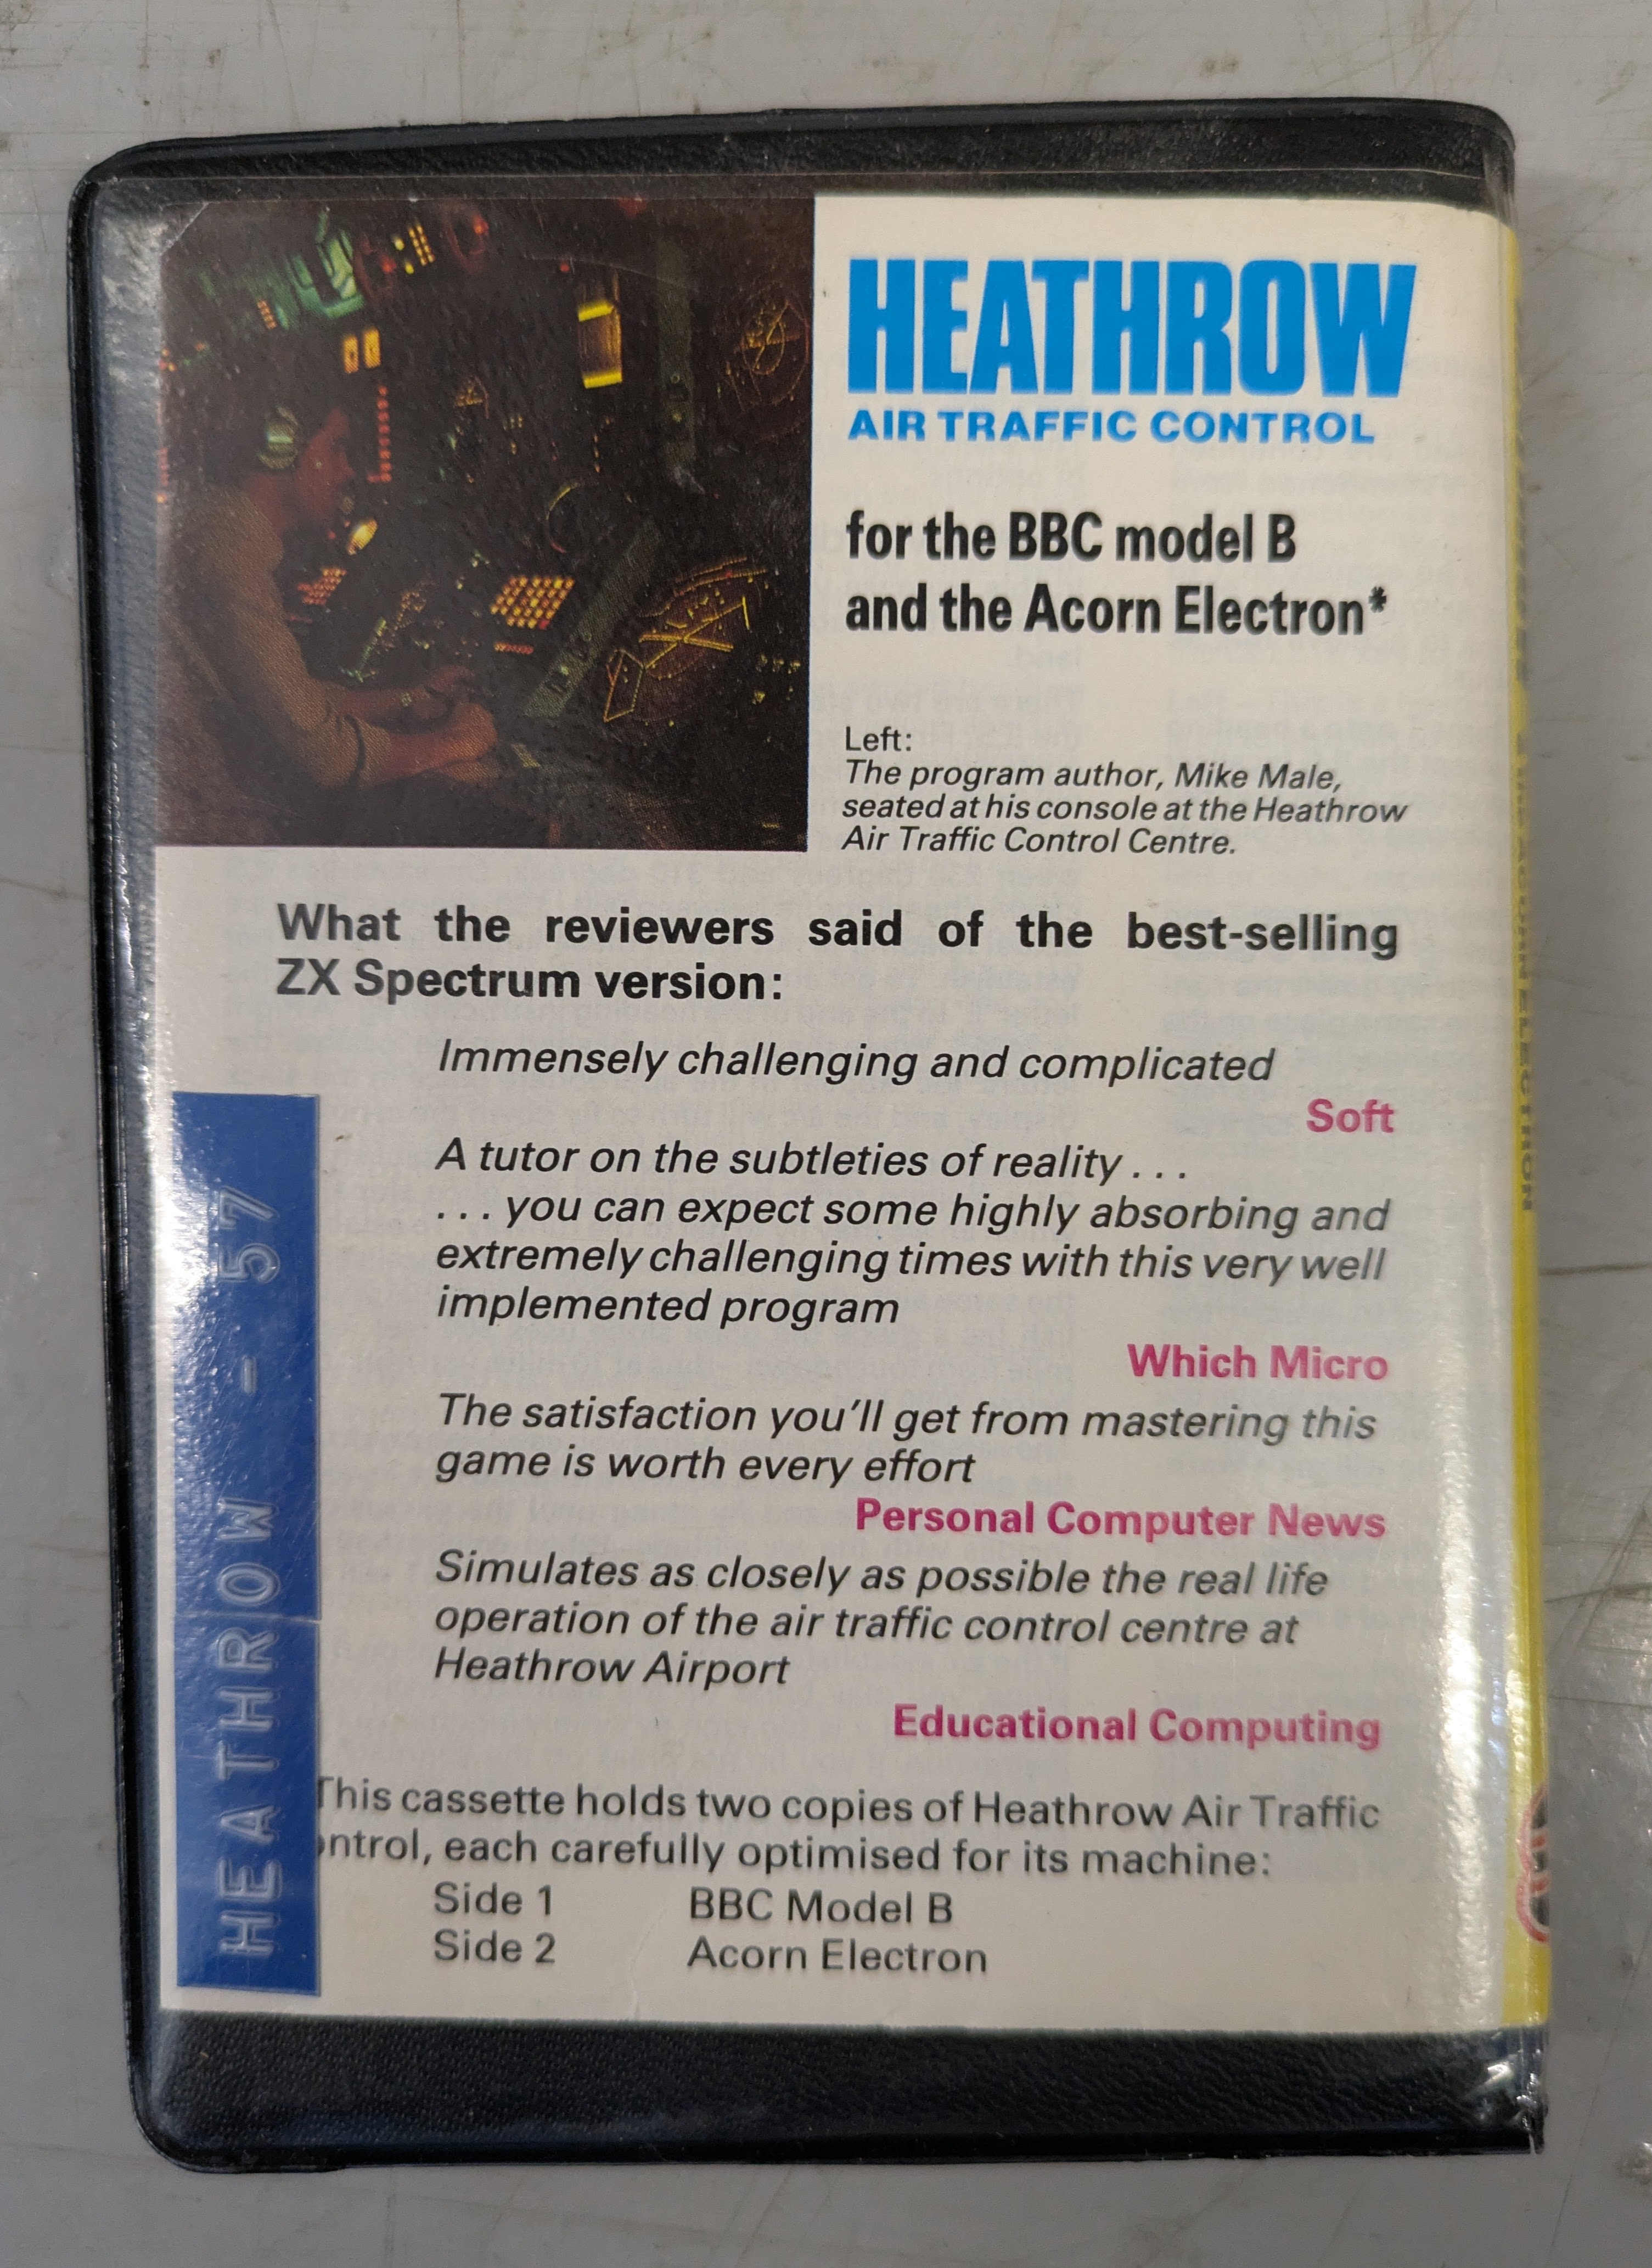 HEATHROW
AIR TRAFFIC CONTROL
for the BBC model B
and the Acorn Electron*
Left:
The program author, Mike Male,
seated at his console at the Heathrow
Air Traffic Control Centre.
What the reviewers said of the best-selling
ZX Spectrum version:
Immensely challenging and complicated
Soft
A tutor on the subtleties of reality . . .
. . . you can expect some highly absorbing and
extremely challenging times with this very well
implemented program
Which Micro
The satisfaction you'll get from mastering this
game is worth every effort
Personal Computer News
Simulates as closely as possible the real life
operation of the air traffic control centre at
Heathrow Airport
Educational Computing
This cassette holds two copies of Heathrow Air Traffic
ontrol, each carefully optimised for its machine:
Side 1 BBC Model B
Side 2 Acorn Electron
HEATHROW - 57